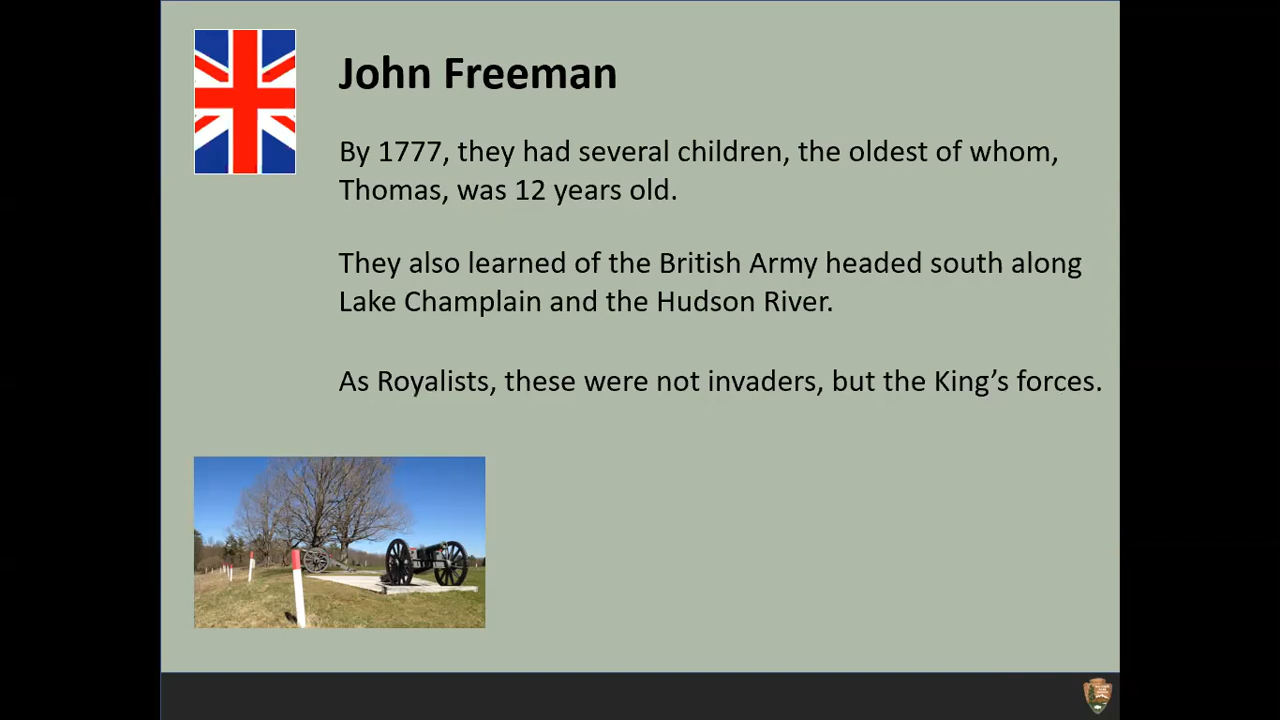 John Freeman
By 1777, they had several children, the oldest of whom,
Thomas, was 12 years old.
They also learned of the British Army headed south along
Lake Champlain and the Hudson River.
As Royalists, these were not invaders, but the King’s forces.